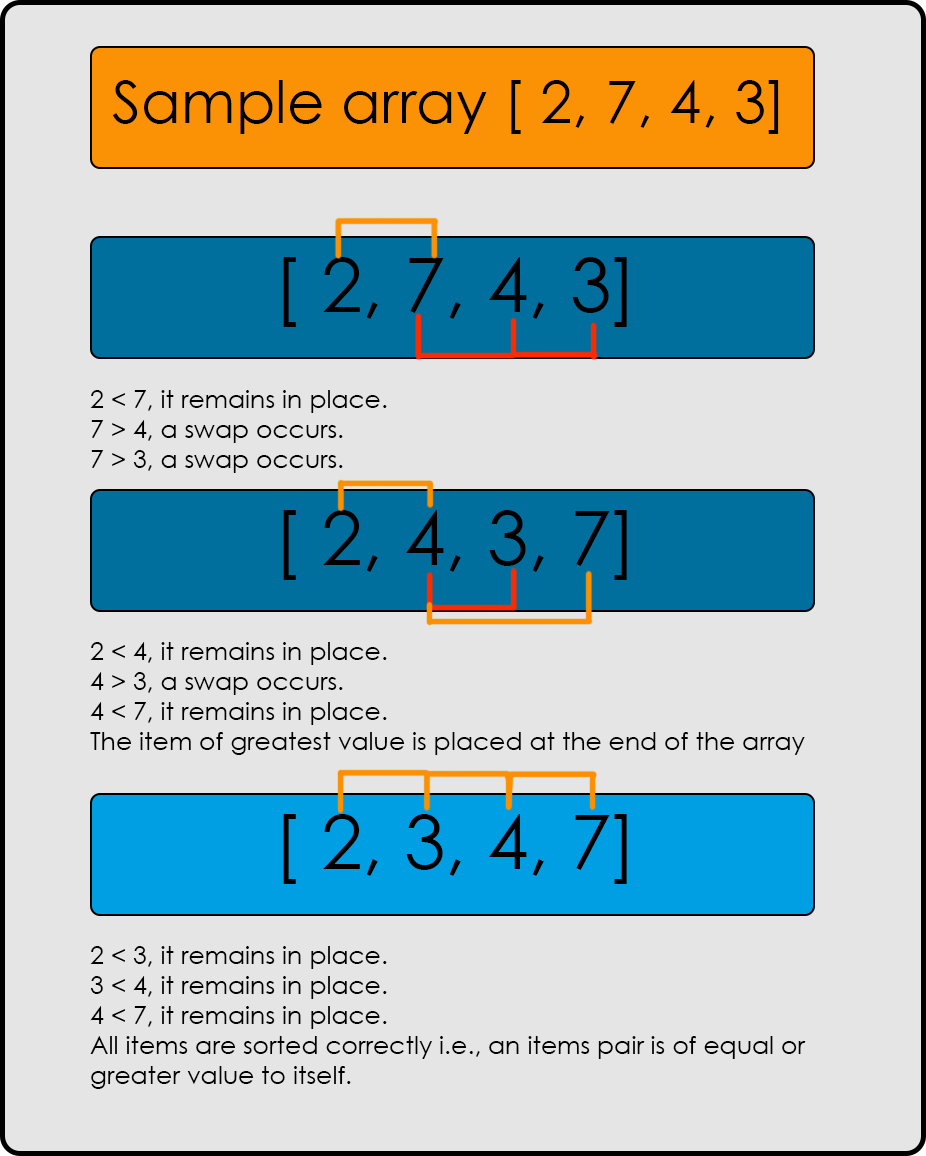 Sample array [ 2, 7, 4, 3]
[ 2, 7, 4, 3]
2 < 7, it remains in place.
7 > 4, a swap occurs.
7 > 3, a swap occurs.
[ 2, 4, 3, 7]
2 < 4, it remains in place.
4 > 3, a swap occurs.
4 < 7, it remains in place.
The item of greatest value is placed at the end of the array
[ 2, 3, 4, 7]
2 < 3, it remains in place.
3 < 4, it remains in place.
4 < 7, it remains in place.
All items are sorted correctly i.e., an items pair is of equal or
greater value to itself.